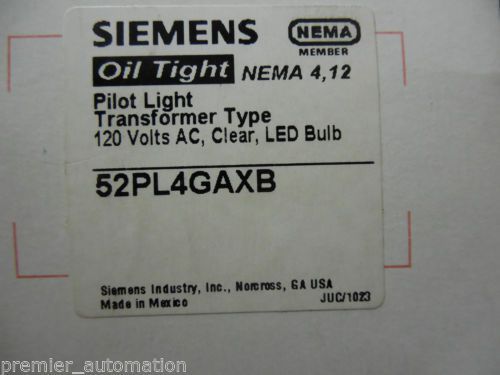 SIEMENS
NEMA
MEMBER
Oil Tight NEMA 4,12
Pilot Light
Transformer Type
120 Volts AC, Clear, LED Bulb
52PL4GAXB
Siemens Industry, Inc., Norcross, GA USA
Made in Mexico
JUC/1023
premier_automation